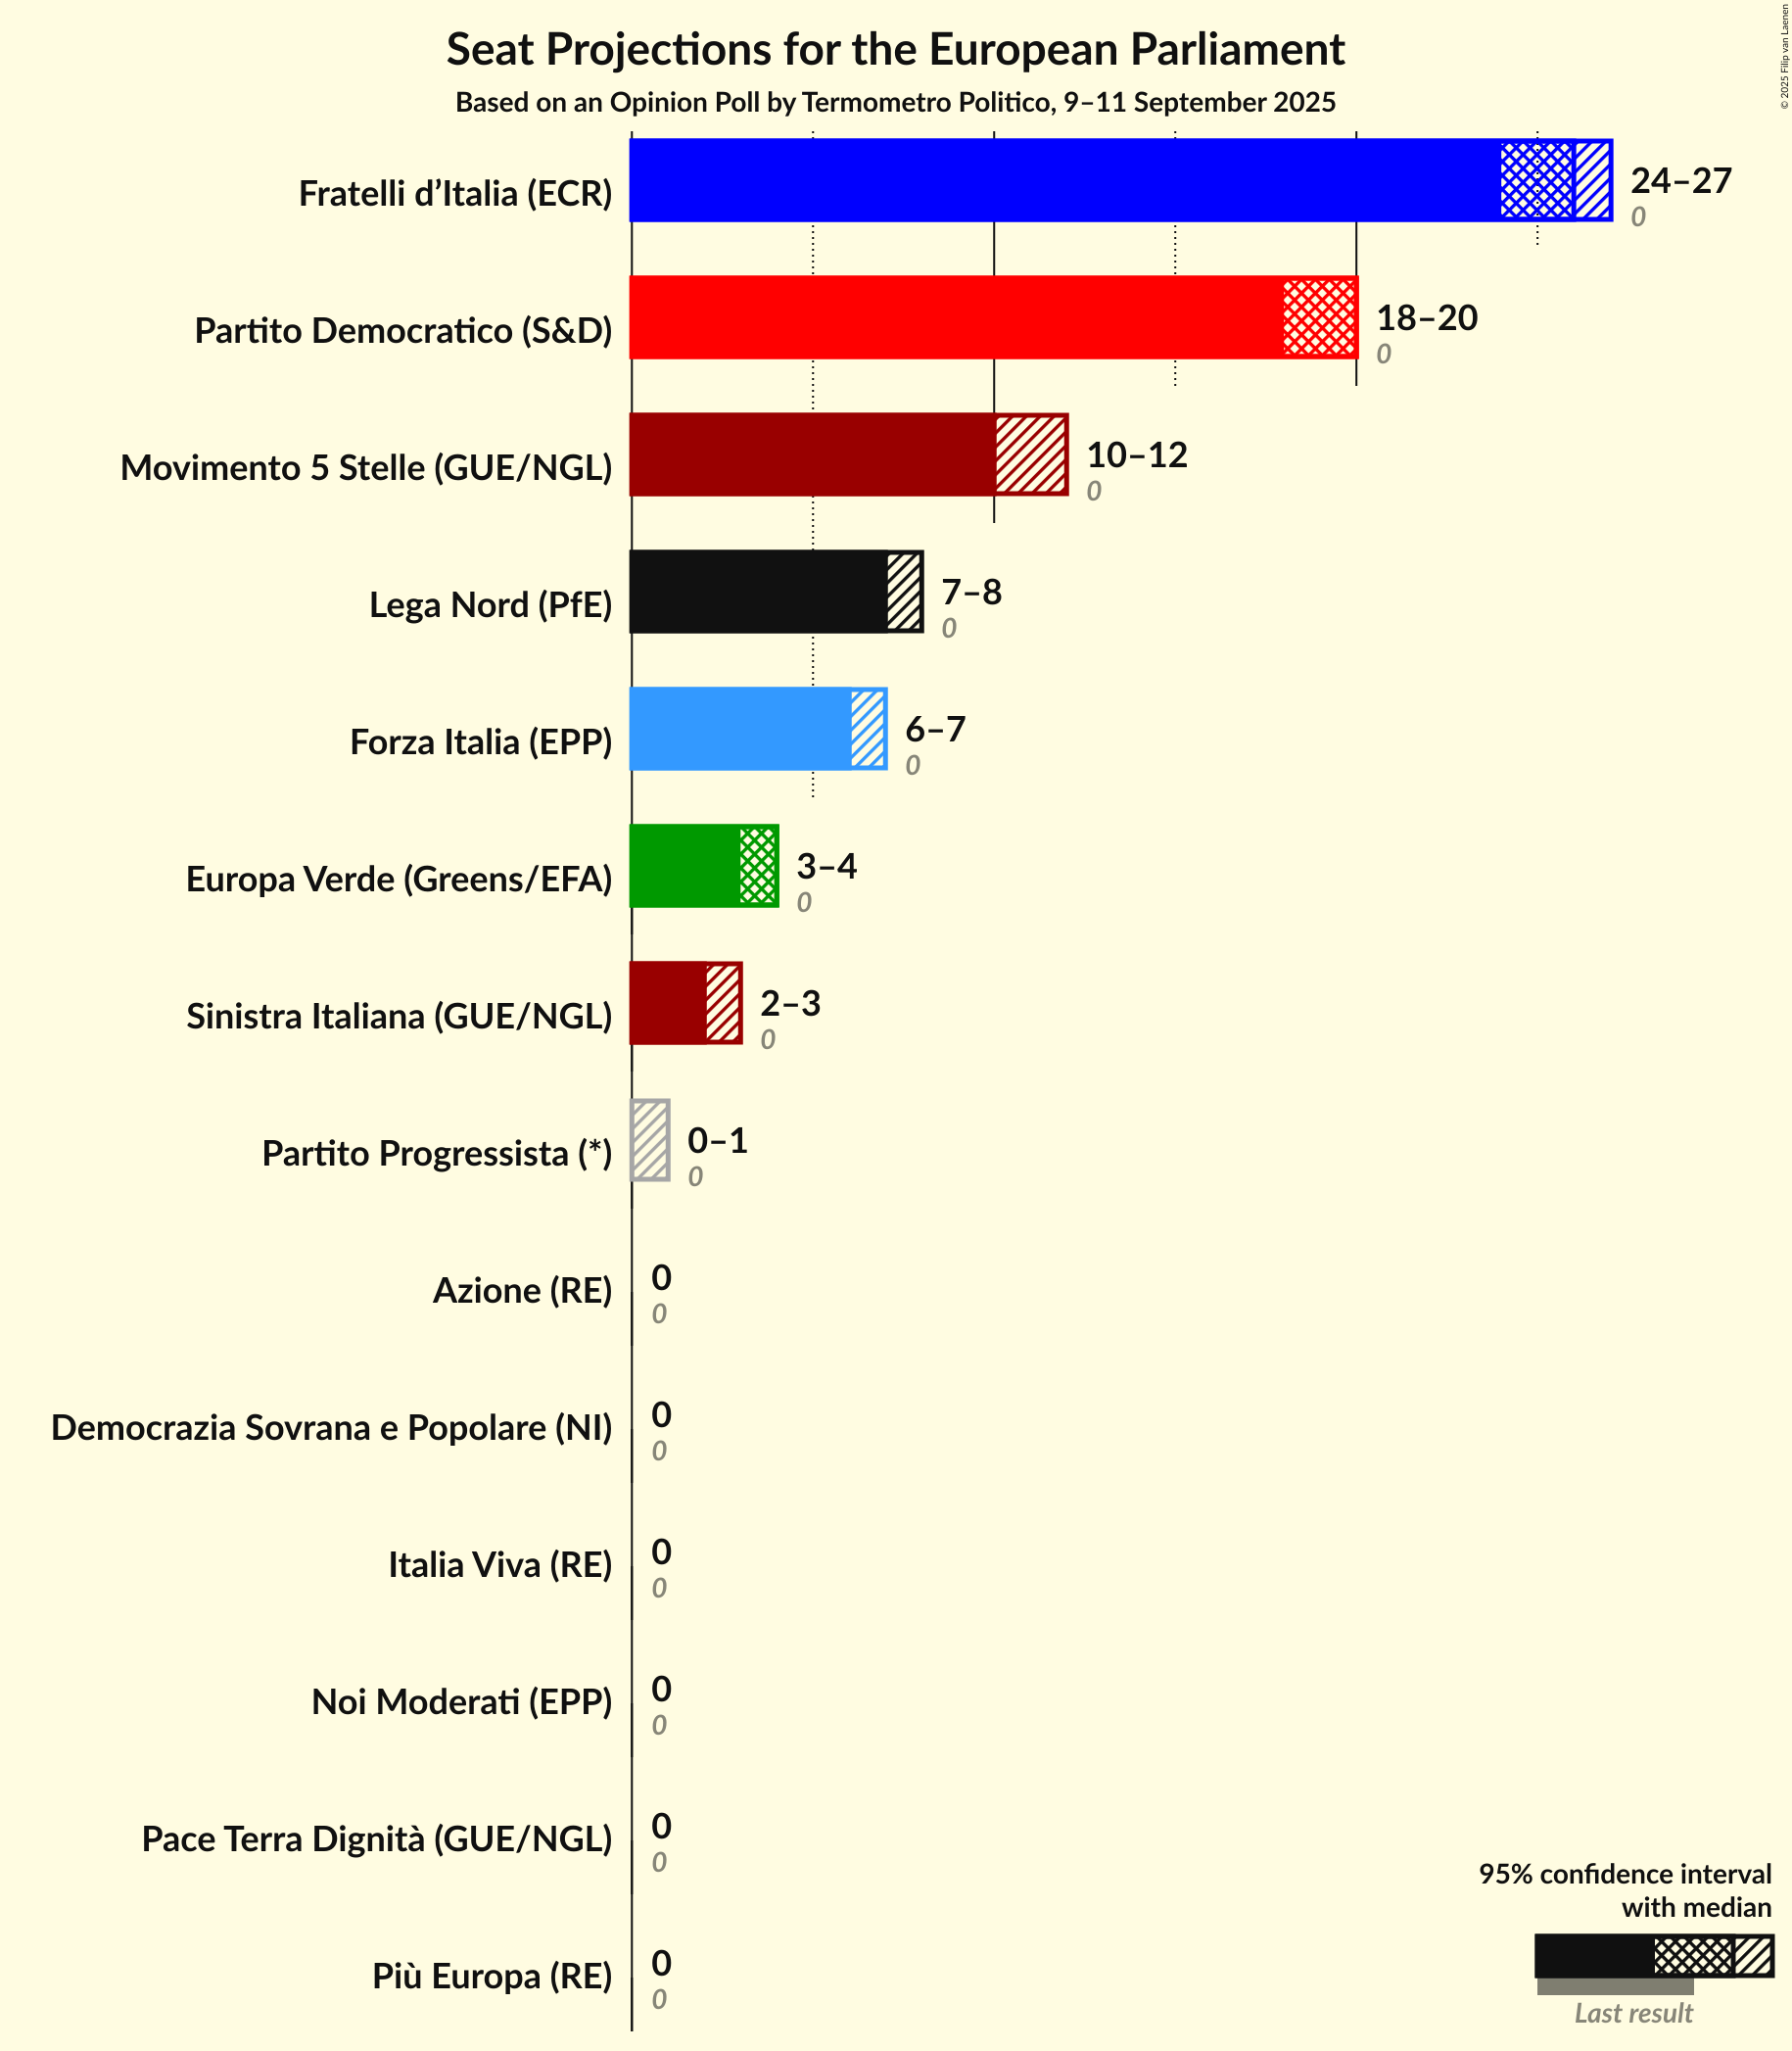 Seat Projections for the European Parliament
Based on an Opinion Poll by Termometro Politico, 9–11 September 2025
© 2025 Filip van Laenen
Fratelli d’Italia (ECR)
24–27
0
Partito Democratico (S&D)
18–20
0
Movimento 5 Stelle (GUE/NGL)
10–12
0
Lega Nord (PfE)
7–8
0
Forza Italia (EPP)
6–7
0
Europa Verde (Greens/EFA)
3–4
0
Sinistra Italiana (GUE/NGL)
2–3
0
Partito Progressista (*)
0–1
0
Azione (RE)
0
0
Democrazia Sovrana e Popolare (NI)
0
0
Italia Viva (RE)
0
0
Noi Moderati (EPP)
0
0
Pace Terra Dignità (GUE/NGL)
0
0
Più Europa (RE)
0
0
95% confidence interval
with median
Last result